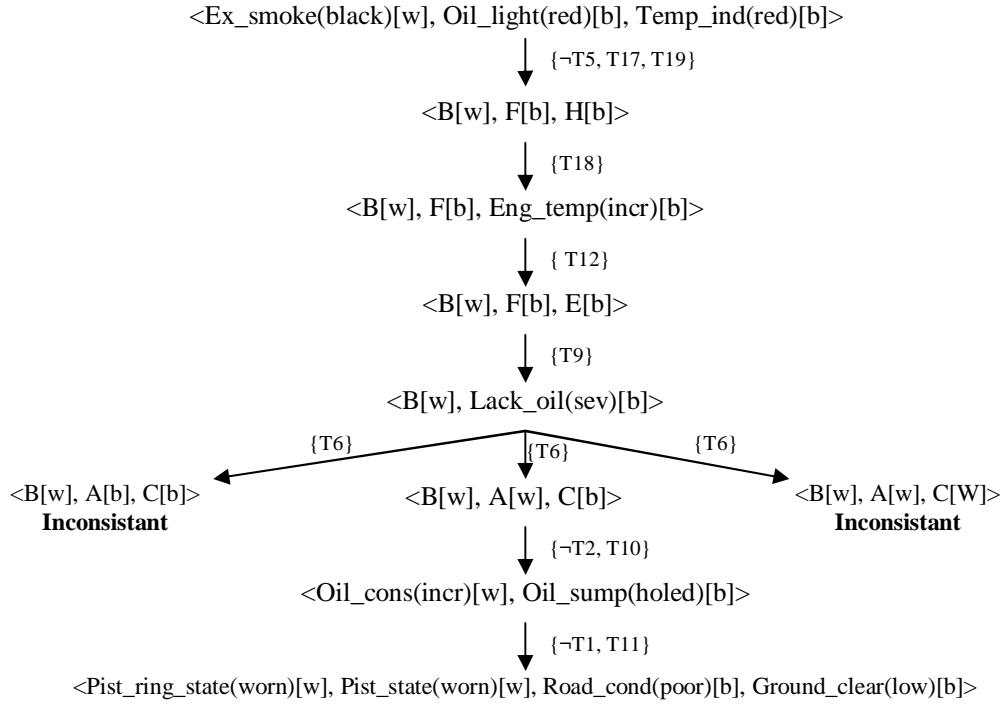 <Ex_smoke(black)[w], Oil_light(red)[b], Temp_ind(red)[b]>
{¬T5, T17, T19}
<B[w], F[b], H[b]>
{T18}
<B[w], F[b], Eng_temp(incr)[b]>
{ T12}
<B[w], F[b], E[b]>
{T9}
<B[w], Lack_oil(sev)[b]>
{T6} {T6} {T6}
<B[w], A[b], C[b]> <B[w], A[w], C[b]> <B[w], A[w], C[W]>
Inconsistant Inconsistant
{¬T2, T10}
<Oil_cons(incr)[w], Oil_sump(holed)[b]>
{¬T1, T11}
<Pist_ring_state(worn)[w], Pist_state(worn)[w], Road_cond(poor)[b], Ground_clear(low)[b]>